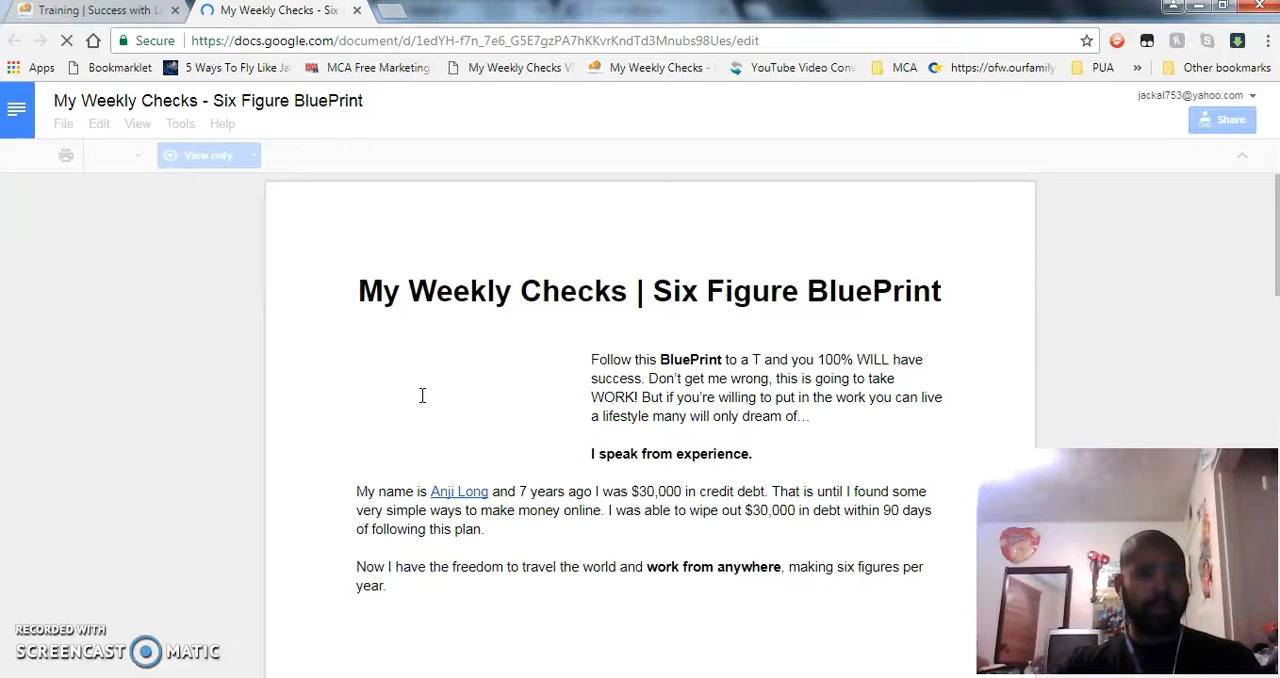 Training | Success with L
My Weekly Checks - Six
Secure
https://docs.google.com/document/d/1edYH-f7n_7e6_G5E7gzPA7hKKvrKndTd3Mnubs98Ues/edit
Apps
Bookmarklet
5 Ways To Fly Like Ja
MCA Free Marketing
My Weekly Checks V
My Weekly Checks -
YouTube Video Conv
MCA
https://ofw.ourfamily
PUA
»
Other bookmarks
My Weekly Checks - Six Figure BluePrint
jackal753@yahoo.com
File Edit View Tools Help
Share
View only
My Weekly Checks | Six Figure BluePrint
Follow this BluePrint to a T and you 100% WILL have
success. Don't get me wrong, this is going to take
WORK! But if you're willing to put in the work you can live
a lifestyle many will only dream of…
I speak from experience.
My name is Anji Long and 7 years ago I was $30,000 in credit debt. That is until I found some
very simple ways to make money online. I was able to wipe out $30,000 in debt within 90 days
of following this plan.
Now I have the freedom to travel the world and work from anywhere, making six figures per
year.
RECORDED WITH
SCREENCAST MATIC